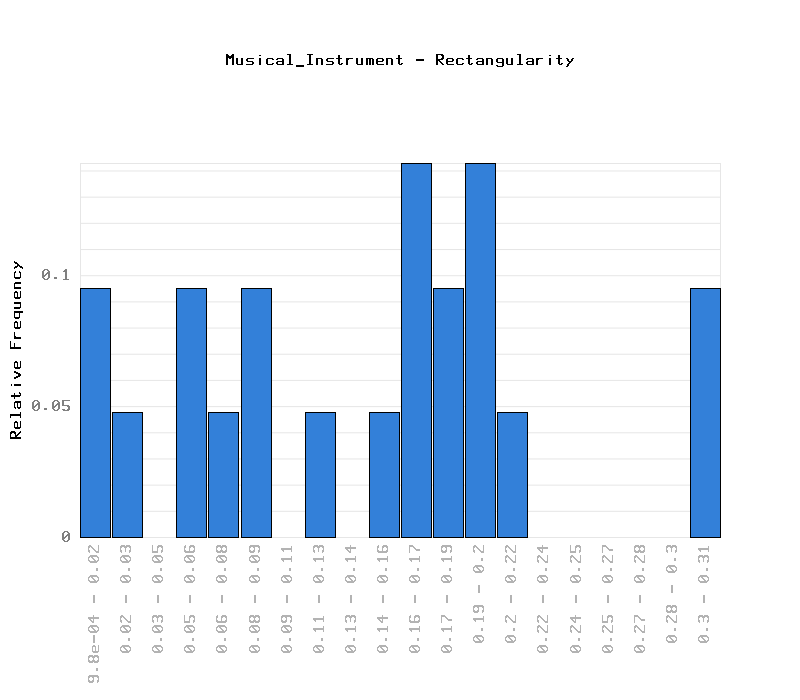 Musical_Instrument - Rectangularity
Relative Frequency
0.1
0.05
0
9.8e-04 - 0.02
0.02 - 0.03
0.03 - 0.05
0.05 - 0.06
0.06 - 0.08
0.08 - 0.09
0.09 - 0.11
0.11 - 0.13
0.13 - 0.14
0.14 - 0.16
0.16 - 0.17
0.17 - 0.19
0.19 - 0.2
0.2 - 0.22
0.22 - 0.24
0.24 - 0.25
0.25 - 0.27
0.27 - 0.28
0.28 - 0.3
0.3 - 0.31